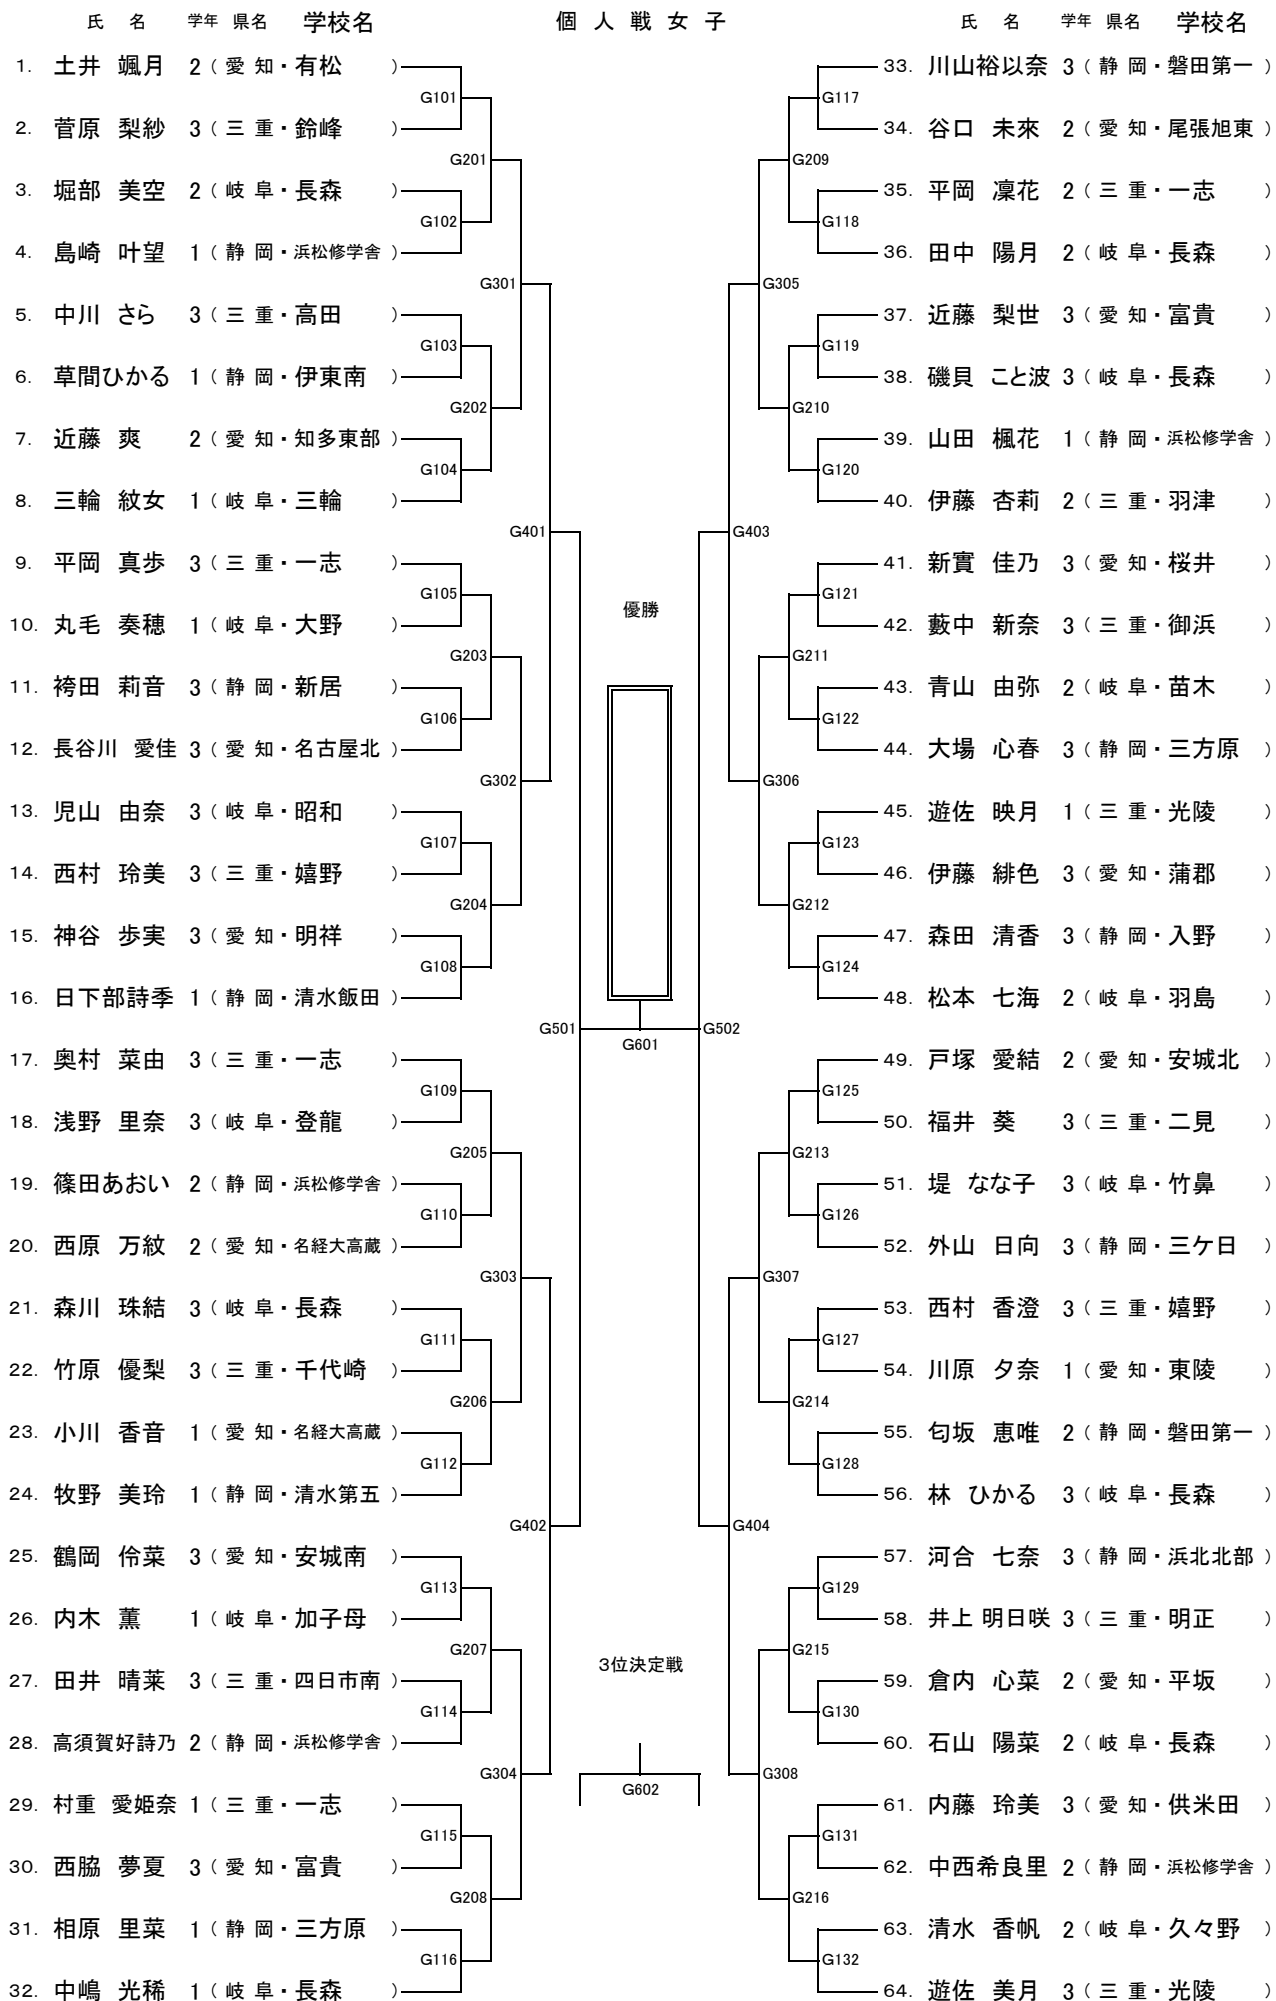 個 人 戦 女 子
氏 名 学年 県名 学校名
1. 土井 颯月 2 ( 愛 知・有松 )
G101
2. 菅原 梨紗 3 ( 三 重・鈴峰 )
G201
3. 堀部 美空 2 ( 岐 阜・長森 )
G102
4. 島崎 叶望 1 ( 静 岡・浜松修学舎 )
G301
5. 中川 さら 3 ( 三 重・高田 )
G103
6. 草間ひかる 1 ( 静 岡・伊東南 )
G202
7. 近藤 爽 2 ( 愛 知・知多東部 )
G104
8. 三輪 紋女 1 ( 岐 阜・三輪 )
G401
9. 平岡 真歩 3 ( 三 重・一志 )
G105
10. 丸毛 奏穂 1 ( 岐 阜・大野 )
G203
11. 袴田 莉音 3 ( 静 岡・新居 )
G106
12. 長谷川 愛佳 3 ( 愛 知・名古屋北 )
G302
13. 児山 由奈 3 ( 岐 阜・昭和 )
G107
14. 西村 玲美 3 ( 三 重・嬉野 )
G204
15. 神谷 歩実 3 ( 愛 知・明祥 )
G108
16. 日下部詩季 1 ( 静 岡・清水飯田 )
G501
17. 奥村 菜由 3 ( 三 重・一志 )
G109
18. 浅野 里奈 3 ( 岐 阜・登龍 )
G205
19. 篠田あおい 2 ( 静 岡・浜松修学舎 )
G110
20. 西原 万紋 2 ( 愛 知・名経大高蔵 )
G303
21. 森川 珠結 3 ( 岐 阜・長森 )
G111
22. 竹原 優梨 3 ( 三 重・千代崎 )
G206
23. 小川 香音 1 ( 愛 知・名経大高蔵 )
G112
24. 牧野 美玲 1 ( 静 岡・清水第五 )
G402
25. 鶴岡 伶菜 3 ( 愛 知・安城南 )
G113
26. 内木 薫 1 ( 岐 阜・加子母 )
G207
27. 田井 晴菜 3 ( 三 重・四日市南 )
G114
28. 高須賀好詩乃 2 ( 静 岡・浜松修学舎 )
G304
29. 村重 愛姫奈 1 ( 三 重・一志 )
G115
30. 西脇 夢夏 3 ( 愛 知・富貴 )
G208
31. 相原 里菜 1 ( 静 岡・三方原 )
G116
32. 中嶋 光稀 1 ( 岐 阜・長森 )
優勝
G601
3位決定戦
G602
氏 名 学年 県名 学校名
33. 川山裕以奈 3 ( 静 岡・磐田第一 )
G117
34. 谷口 未來 2 ( 愛 知・尾張旭東 )
G209
35. 平岡 凜花 2 ( 三 重・一志 )
G118
36. 田中 陽月 2 ( 岐 阜・長森 )
G305
37. 近藤 梨世 3 ( 愛 知・富貴 )
G119
38. 磯貝 こと波 3 ( 岐 阜・長森 )
G210
39. 山田 楓花 1 ( 静 岡・浜松修学舎 )
G120
40. 伊藤 杏莉 2 ( 三 重・羽津 )
G403
41. 新實 佳乃 3 ( 愛 知・桜井 )
G121
42. 藪中 新奈 3 ( 三 重・御浜 )
G211
43. 青山 由弥 2 ( 岐 阜・苗木 )
G122
44. 大場 心春 3 ( 静 岡・三方原 )
G306
45. 遊佐 映月 1 ( 三 重・光陵 )
G123
46. 伊藤 緋色 3 ( 愛 知・蒲郡 )
G212
47. 森田 清香 3 ( 静 岡・入野 )
G124
48. 松本 七海 2 ( 岐 阜・羽島 )
G502
49. 戸塚 愛結 2 ( 愛 知・安城北 )
G125
50. 福井 葵 3 ( 三 重・二見 )
G213
51. 堤 なな子 3 ( 岐 阜・竹鼻 )
G126
52. 外山 日向 3 ( 静 岡・三ケ日 )
G307
53. 西村 香澄 3 ( 三 重・嬉野 )
G127
54. 川原 夕奈 1 ( 愛 知・東陵 )
G214
55. 匂坂 恵唯 2 ( 静 岡・磐田第一 )
G128
56. 林 ひかる 3 ( 岐 阜・長森 )
G404
57. 河合 七奈 3 ( 静 岡・浜北北部 )
G129
58. 井上 明日咲 3 ( 三 重・明正 )
G215
59. 倉内 心菜 2 ( 愛 知・平坂 )
G130
60. 石山 陽菜 2 ( 岐 阜・長森 )
G308
61. 内藤 玲美 3 ( 愛 知・供米田 )
G131
62. 中西希良里 2 ( 静 岡・浜松修学舎 )
G216
63. 清水 香帆 2 ( 岐 阜・久々野 )
G132
64. 遊佐 美月 3 ( 三 重・光陵 )